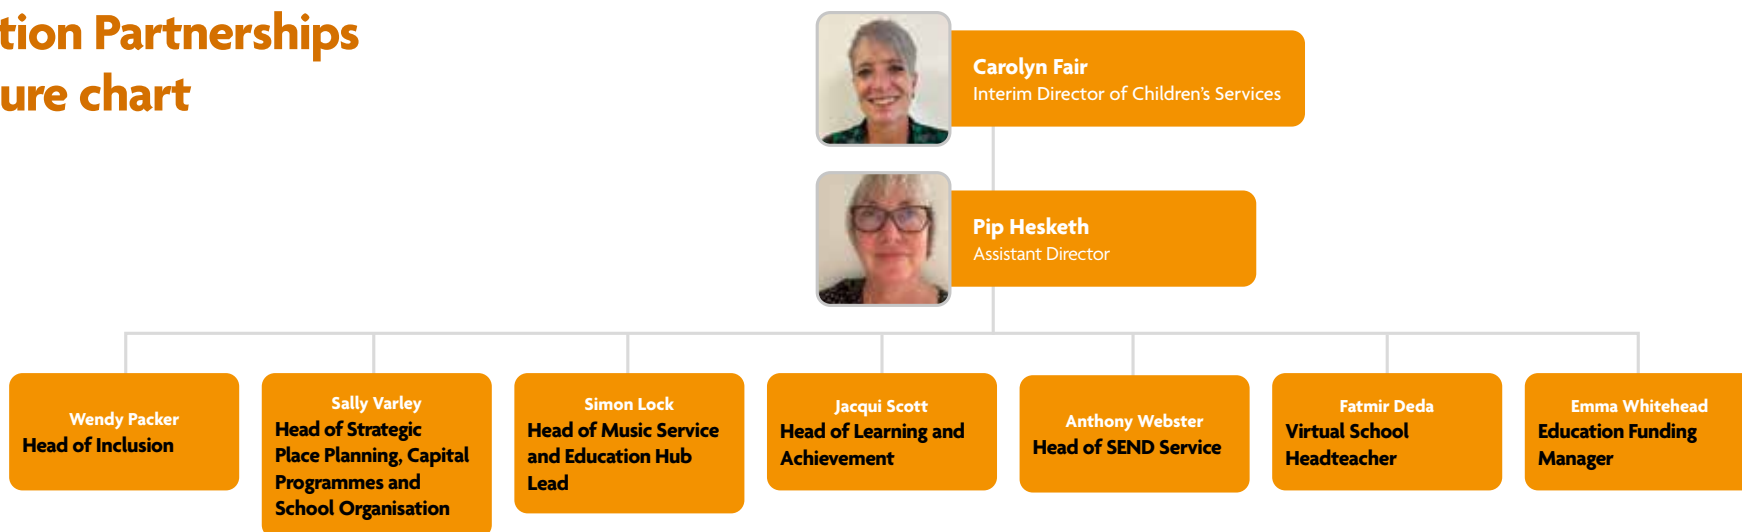 tion Partnerships
ure chart
Carolyn Fair
Interim Director of Children's Services
Pip Hesketh
Assistant Director
Wendy Packer
Head of Inclusion
Sally Varley
Head of Strategic
Place Planning, Capital
Programmes and
School Organisation
Simon Lock
Head of Music Service
and Education Hub
Lead
Jacqui Scott
Head of Learning and
Achievement
Anthony Webster
Head of SEND Service
Fatmir Deda
Virtual School
Headteacher
Emma Whitehead
Education Funding
Manager